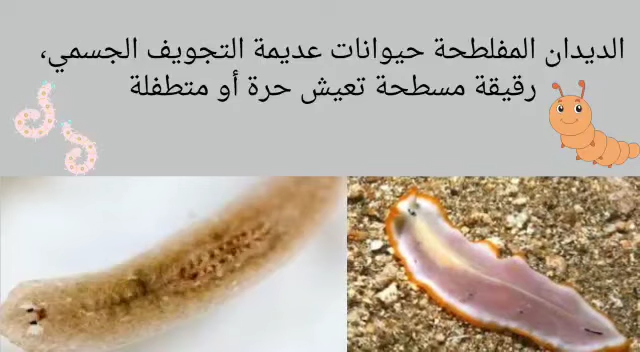 الديدان المفلطحة حيوانات عديمة التجويف الجسمي،
رقيقة مسطحة تعيش حرة أو متطفلة